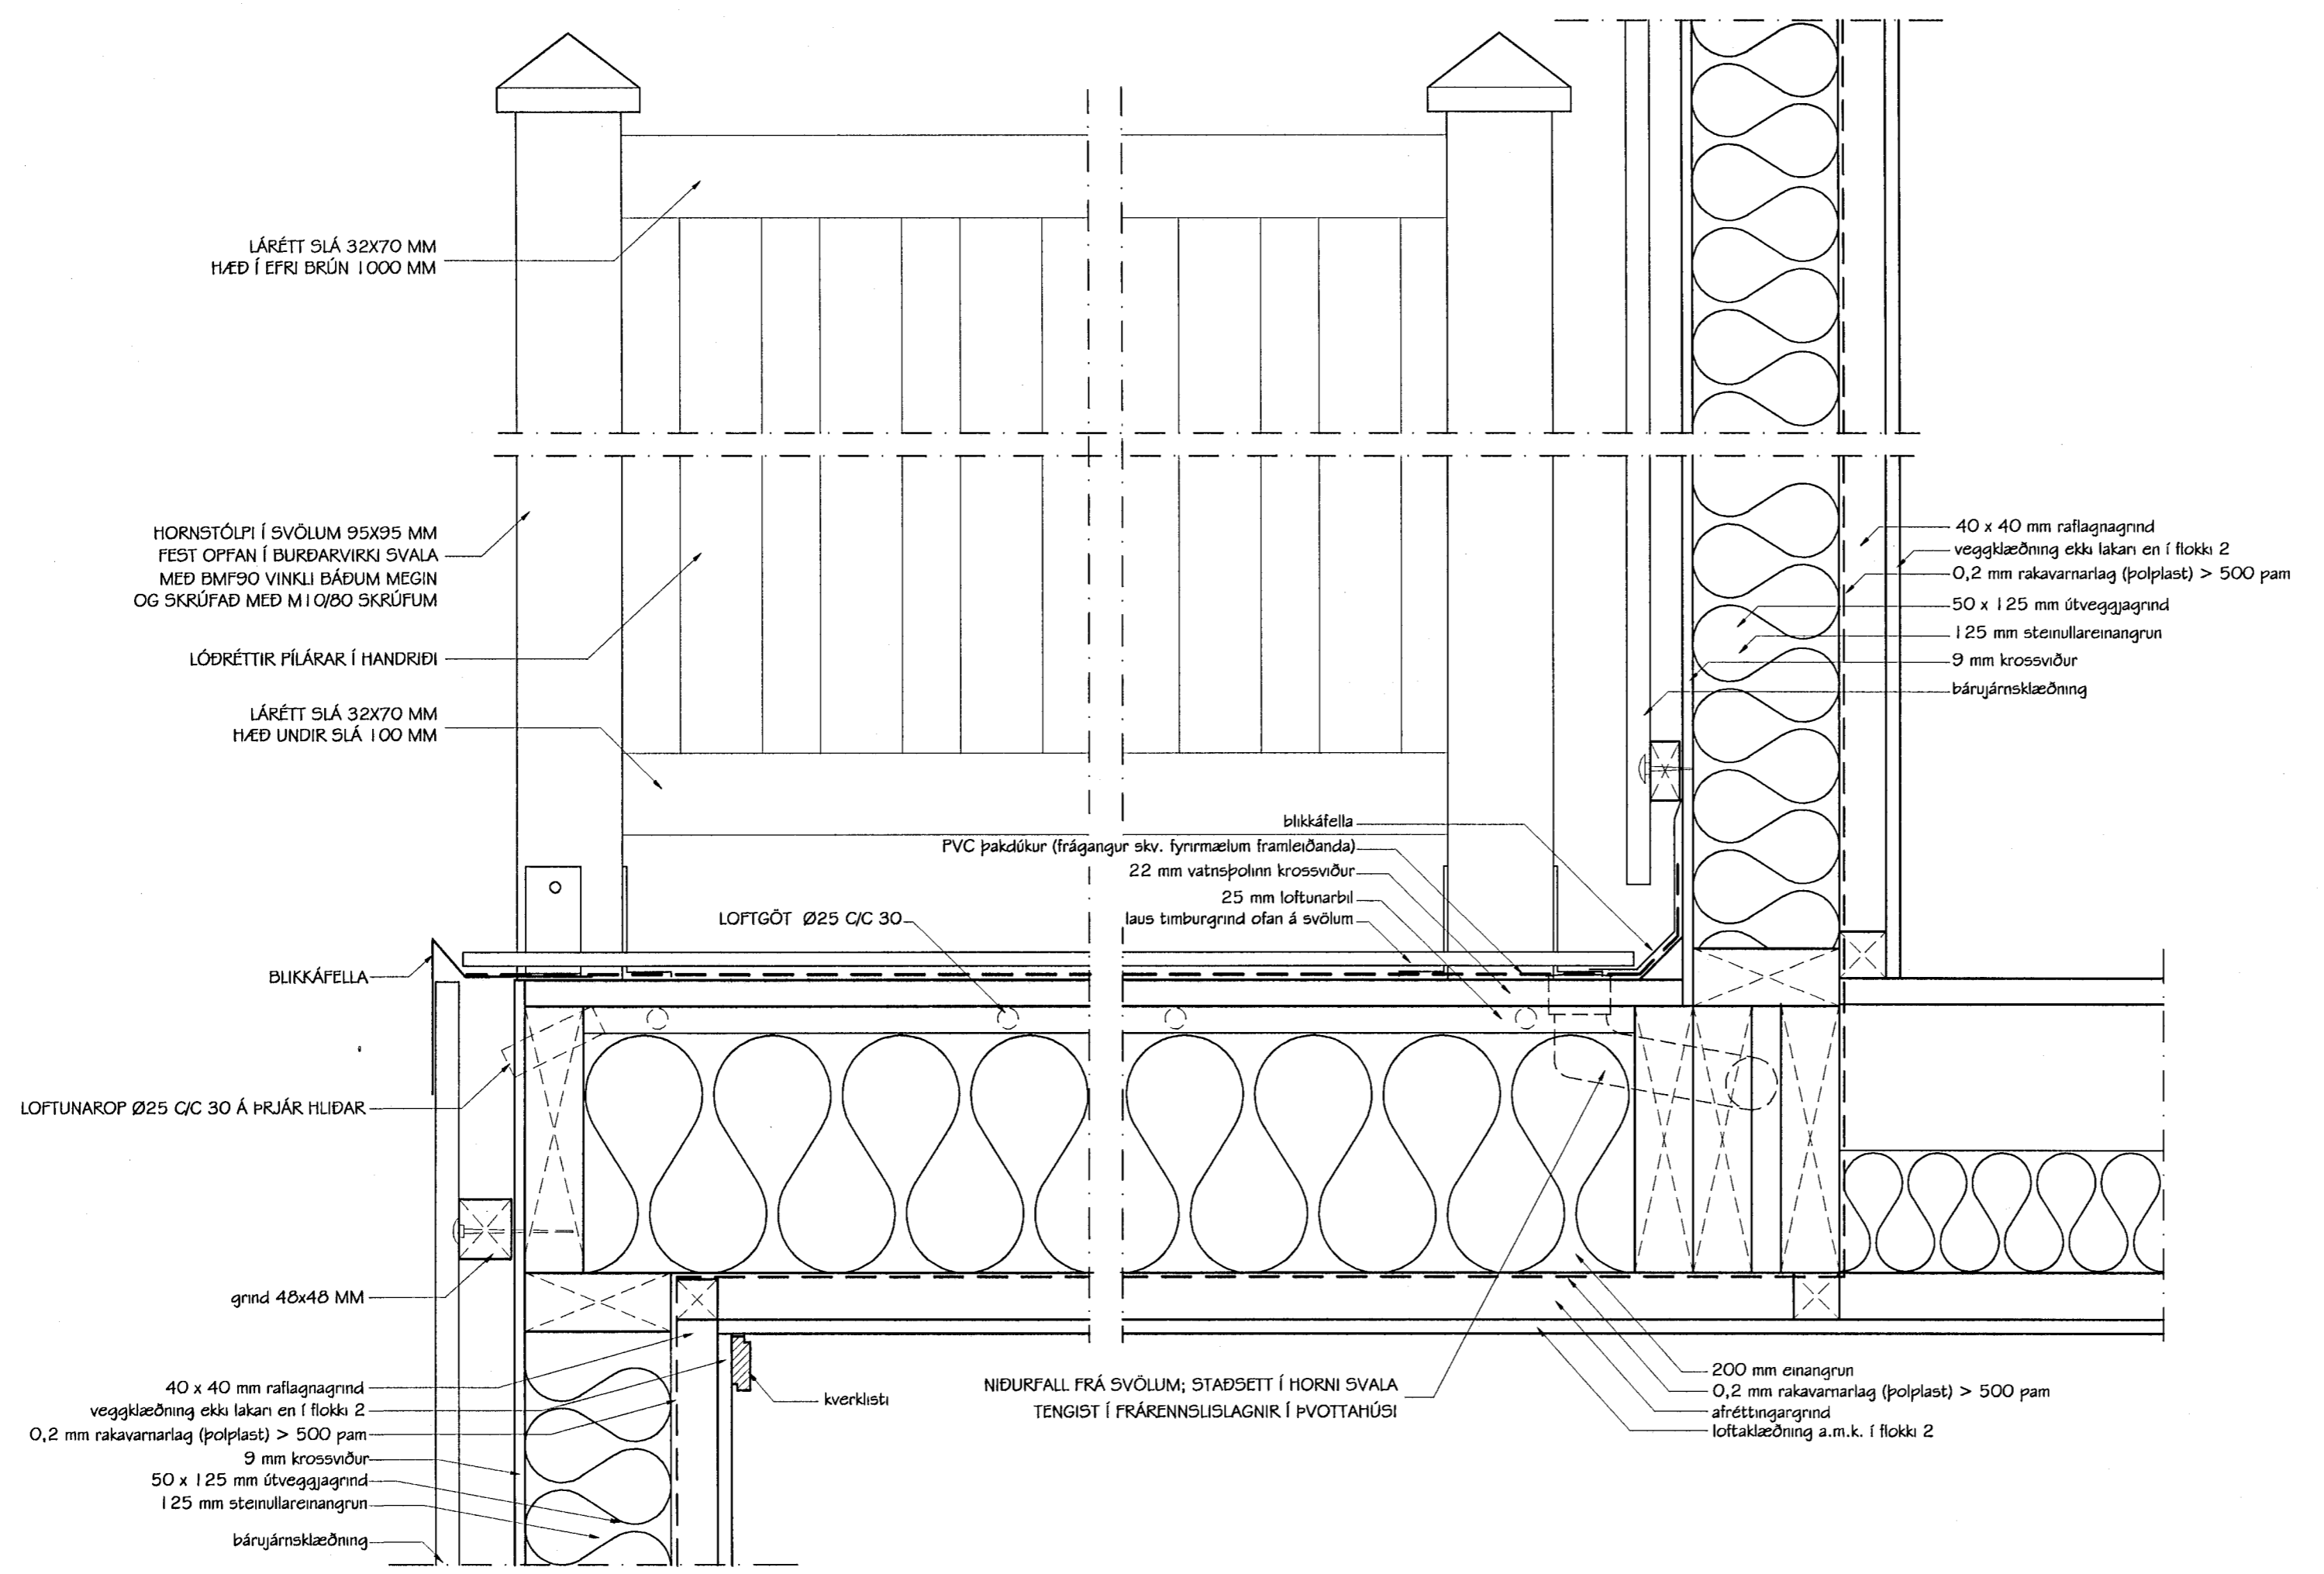 LÁRÉTT SLÁ 32X70 MM
HÆÐ Í EFRI BRÚN 1000 MM
HORNSTÓLPI Í SVÖLUM 95X95 MM
FEST OPFAN Í BURÐARVIRKI SVALA
MEÐ BMF90 VINKLI BÁÐUM MEGIN
OG SKRÚFAÐ MEÐ M10/80 SKRÚFUM
LÓÐRÉTTIR PÍLÁRAR Í HANDRIÐI
LÁRÉTT SLÁ 32X70 MM
HÆÐ UNDIR SLÁ 100 MM
40 x 40 mm raflagnagrind
veggklæðning ekki lakari en í flokki 2
0,2 mm rakavarnarlag (þolplast) > 500 pam
50 x 125 mm útveggjagrind
125 mm steinullareinangrun
9 mm krossviður
bárujárnsklæðning
blikkáfella
PVC þakdúkur (frágangur skv. fyrirmælum framleiðanda)
22 mm vatnsþolinn krossviður
25 mm loftunarbil
laus timburgrind ofan á svölum
LOFTGÖT Ø25 C/C 30
BLIKKÁFELLA
LOFTUNAROP Ø25 C/C 30 Á ÞRJÁR HLIÐAR
grind 48x48 MM
40 x 40 mm raflagnagrind
veggklæðning ekki lakari en í flokki 2
0,2 mm rakavarnarlag (þolplast) > 500 pam
9 mm krossviður
50 x 125 mm útveggjagrind
125 mm steinullareinangrun
bárujárnsklæðning
kverklisti
NIÐURFALL FRÁ SVÖLUM; STAÐSETT Í HORNI SVALA
TENGIST Í FRÁRENNSLISLAGNIR Í ÞVOTTAHÚSI
200 mm einangrun
0,2 mm rakavarnarlag (þolplast) > 500 pam
afréttingargrind
loftaklæðning a.m.k. í flokki 2